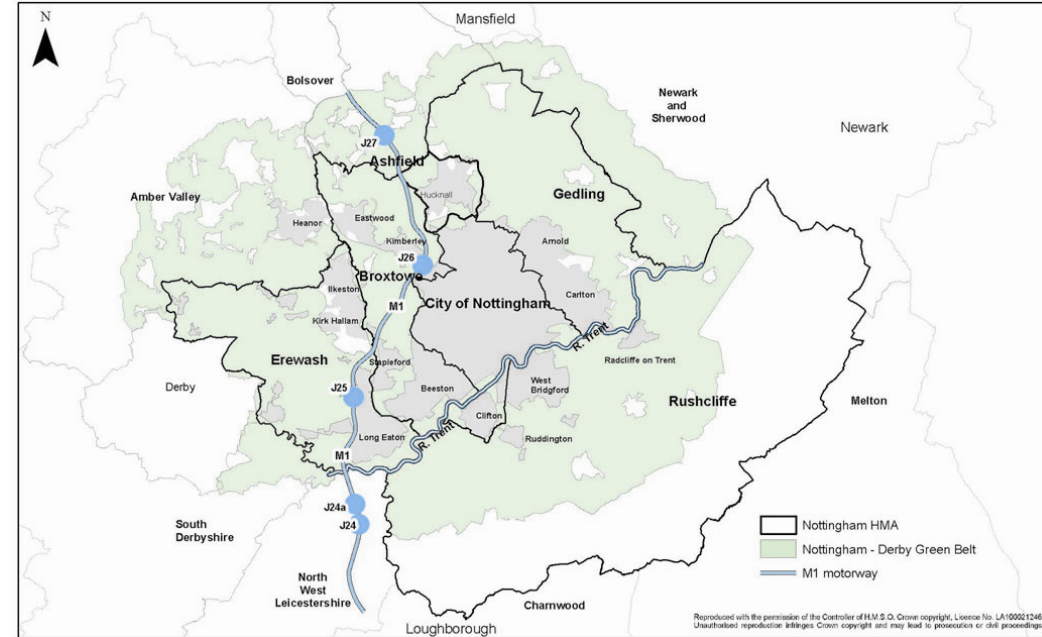 N
Mansfield
Bolsover
Newark
and
Sherwood
Newark
J27
Ashfield
Hucknall
Gedling
Amber Valley
Heanor
Eastwood
Kimberley
Arnold
J26
Broxtowe
Ilkeston
City of Nottingham
Carlton
M1
Kirk Hallam
R. Trent
Erewash
Stapleford
Radcliffe on Trent
Derby
J25
Beeston
West
Bridgford
Rushcliffe
Melton
Clifton
Long Eaton
R. Trent
Ruddington
M1
J24a
J24
South
Derbyshire
Nottingham HMA
Nottingham - Derby Green Belt
M1 motorway
North
West
Leicestershire
Charnwood
Loughborough
Reproduced with the permission of the Controller of H.M.S.O. Crown copyright, Licence No. LA100021246
Unauthorised reproduction infringes Crown copyright and may lead to prosecution or civil proceedings